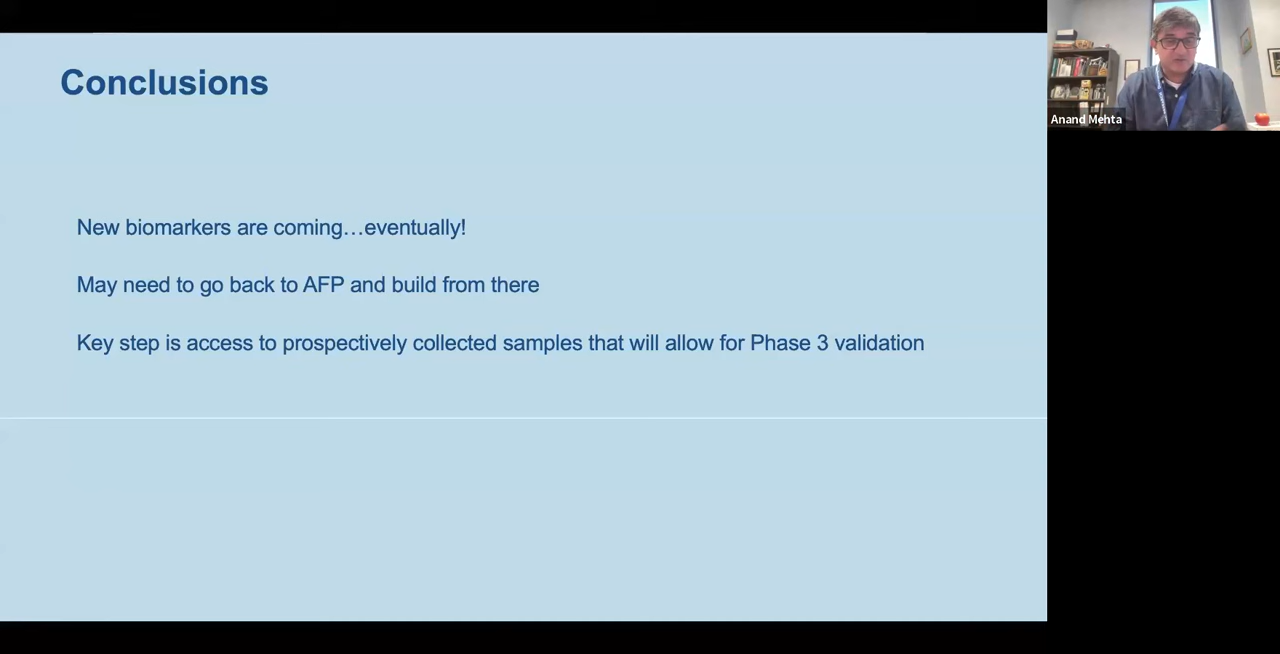 Conclusions
New biomarkers are coming…eventually!
May need to go back to AFP and build from there
Key step is access to prospectively collected samples that will allow for Phase 3 validation
Anand Mehta